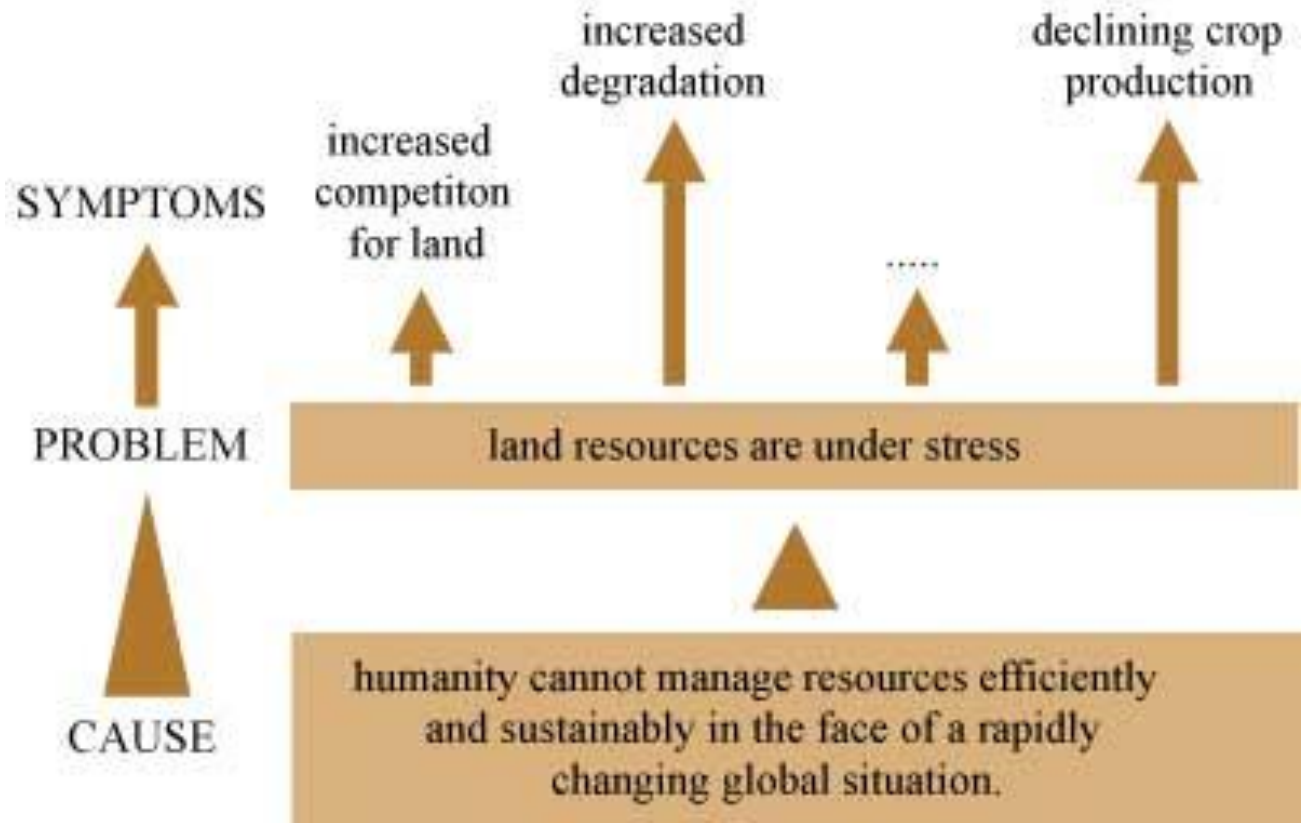 increased
degradation
declining crop
production
increased
competiton
for land
SYMPTOMS
.....
PROBLEM
land resources are under stress
humanity cannot manage resources efficiently
and sustainably in the face of a rapidly
changing global situation.
CAUSE